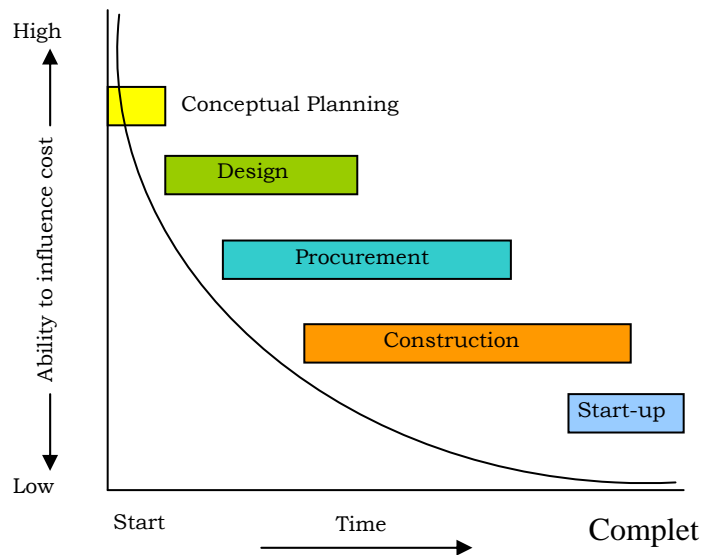 High
Conceptual Planning
Design
Ability to influence cost
Procurement
Construction
Start-up
Low
Start
Time
Complet